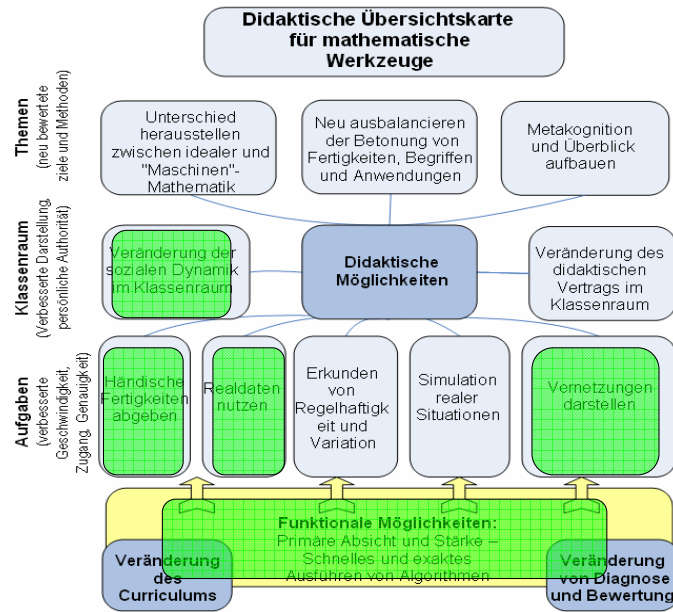 Didaktische Übersichtskarte
für mathematische
Werkzeuge
Themen
(neu bewertete
ziele und Methoden)
Unterschied
herausstellen
zwischen idealer und
"Maschinen"-
Mathematik
Neu ausbalancieren
der Betonung von
Fertigkeiten, Begriffen
und Anwendungen
Metakognition
und Überblick
aufbauen
Klassenraum
(Verbesserte Darstellung,
persönliche Authorität)
Veränderung der
sozialen Dynamik
im Klassenraum
Didaktische
Möglichkeiten
Veränderung des
didaktischen
Vertrags im
Klassenraum
Aufgaben
(verbesserte
Geschwindigkeit,
Zugang, Genauigkeit)
Händische
Fertigkeiten
abgeben
Realdaten
nutzen
Erkunden
von
Regelhaftigk
eit und
Variation
Simulation
realer
Situationen
Vernetzungen
darstellen
Funktionale Möglichkeiten:
Primäre Absicht und Stärke –
Schnelles und exaktes
Ausführen von Algorithmen
Veränderung
des
Curriculums
Veränderung
von Diagnose
und Bewertung